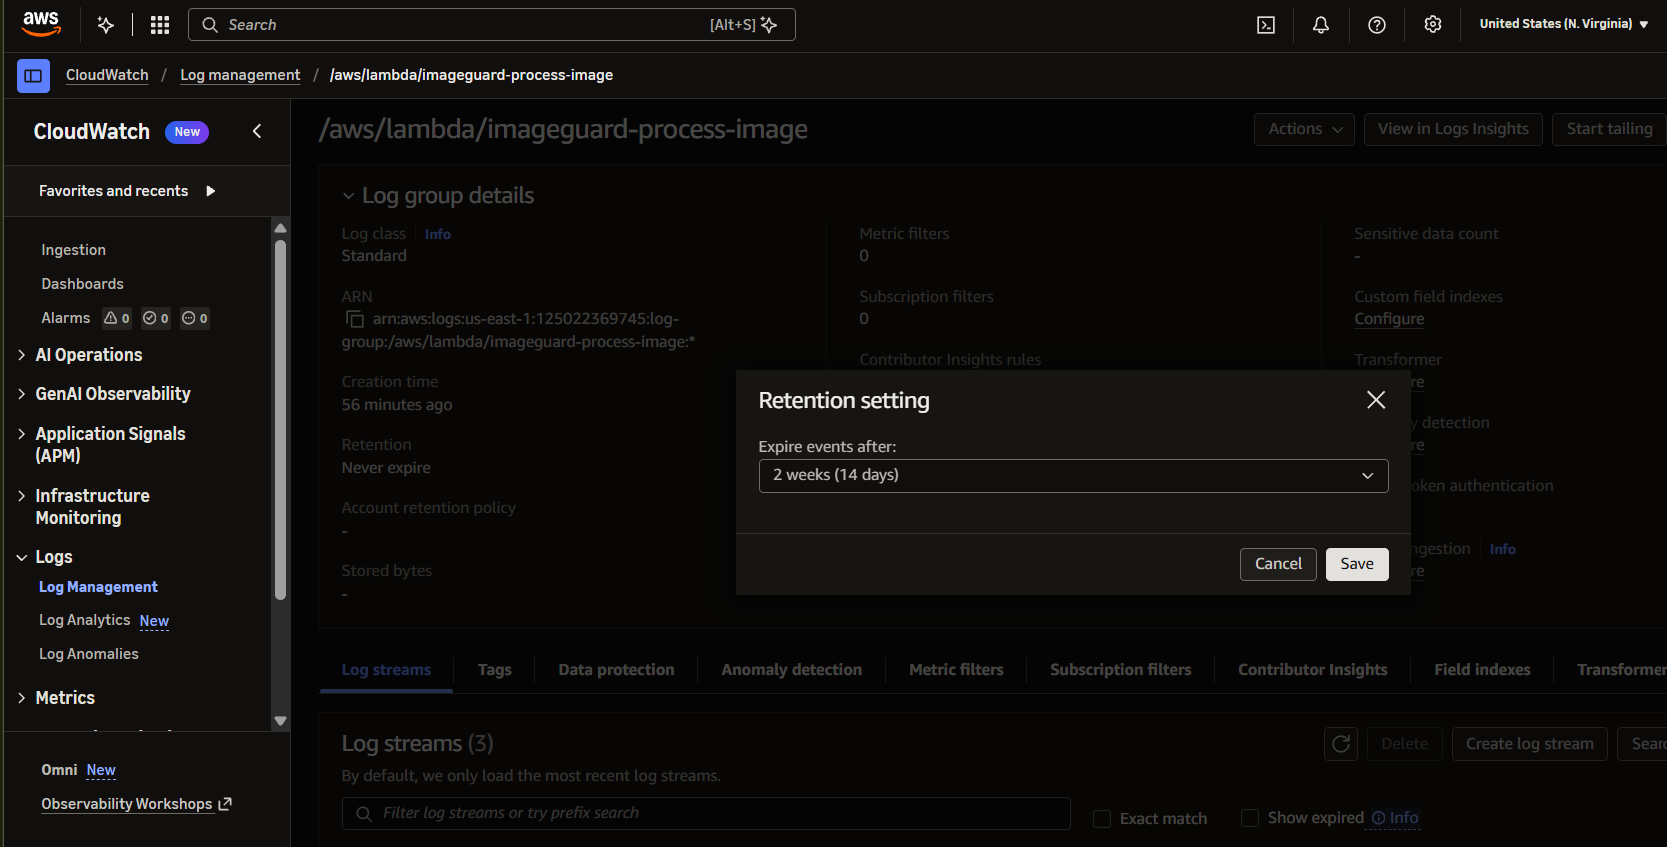 aws
Search [Alt+S]
United States (N. Virginia)
CloudWatch / Log management / /aws/lambda/imageguard-process-image
CloudWatch New
Favorites and recents
Ingestion
Dashboards
Alarms 0 0 0
AI Operations
GenAI Observability
Application Signals
(APM)
Infrastructure
Monitoring
Logs
Log Management
Log Analytics New
Log Anomalies
Metrics
Omni New
Observability Workshops
/aws/lambda/imageguard-process-image
Actions View in Logs Insights Start tailing
Log group details
Log class Info
Standard
ARN
arn:aws:logs:us-east-1:125022369745:log-
group:/aws/lambda/imageguard-process-image:*
Creation time
56 minutes ago
Retention
Never expire
Account retention policy
-
Stored bytes
-
Metric filters
0
Subscription filters
0
Contributor Insights rules
Sensitive data count
-
Custom field indexes
Configure
Transformer
re
y detection
re
oken authentication
ngestion Info
re
Retention setting
Expire events after:
2 weeks (14 days)
Cancel Save
Log streams Tags Data protection Anomaly detection Metric filters Subscription filters Contributor Insights Field indexes Transformer
Log streams (3)
Delete Create log stream Searc
By default, we only load the most recent log streams.
Filter log streams or try prefix search
Exact match Show expired Info